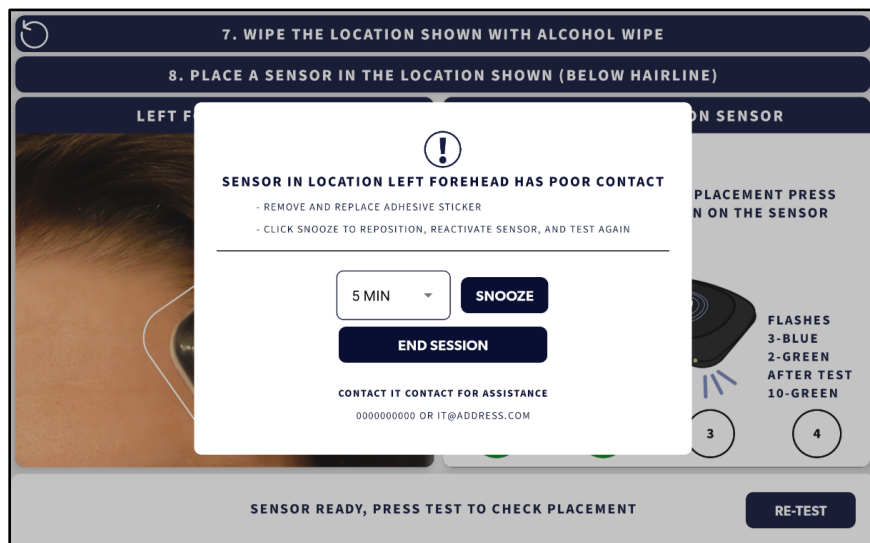 7. WIPE THE LOCATION SHOWN WITH ALCOHOL WIPE
8. PLACE A SENSOR IN THE LOCATION SHOWN (BELOW HAIRLINE)
LEFT
SENSOR
SENSOR IN LOCATION LEFT FOREHEAD HAS POOR CONTACT
- REMOVE AND REPLACE ADHESIVE STICKER
- CLICK SNOOZE TO REPOSITION, REACTIVATE SENSOR, AND TEST AGAIN
5 MIN
SNOOZE
END SESSION
CONTACT IT CONTACT FOR ASSISTANCE
0000000000 OR IT@ADDRESS.COM
PLACEMENT PRESS
ON THE SENSOR
FLASHES
3-BLUE
2-GREEN
AFTER TEST
10-GREEN
3
4
SENSOR READY, PRESS TEST TO CHECK PLACEMENT
RE-TEST